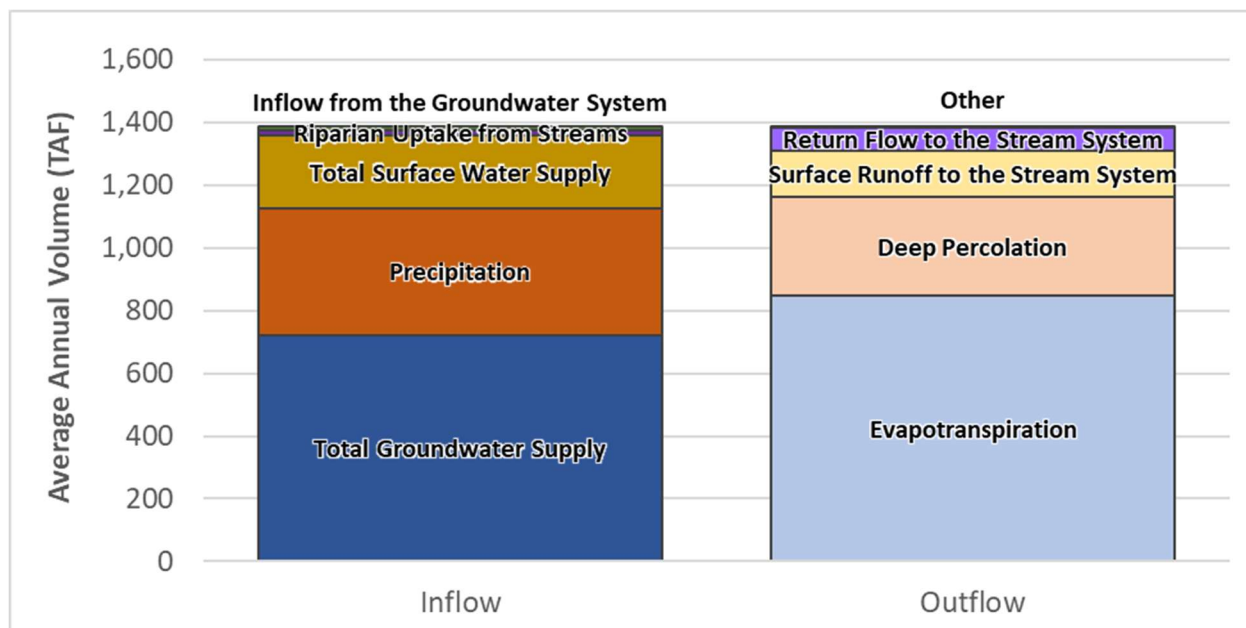 1,600
1,400
1,200
1,000
800
600
400
200
0
Average Annual Volume (TAF)
Inflow from the Groundwater System
Riparian Uptake from Streams
Total Surface Water Supply
Precipitation
Total Groundwater Supply
Other
Return Flow to the Stream System
Surface Runoff to the Stream System
Deep Percolation
Evapotranspiration
Inflow
Outflow